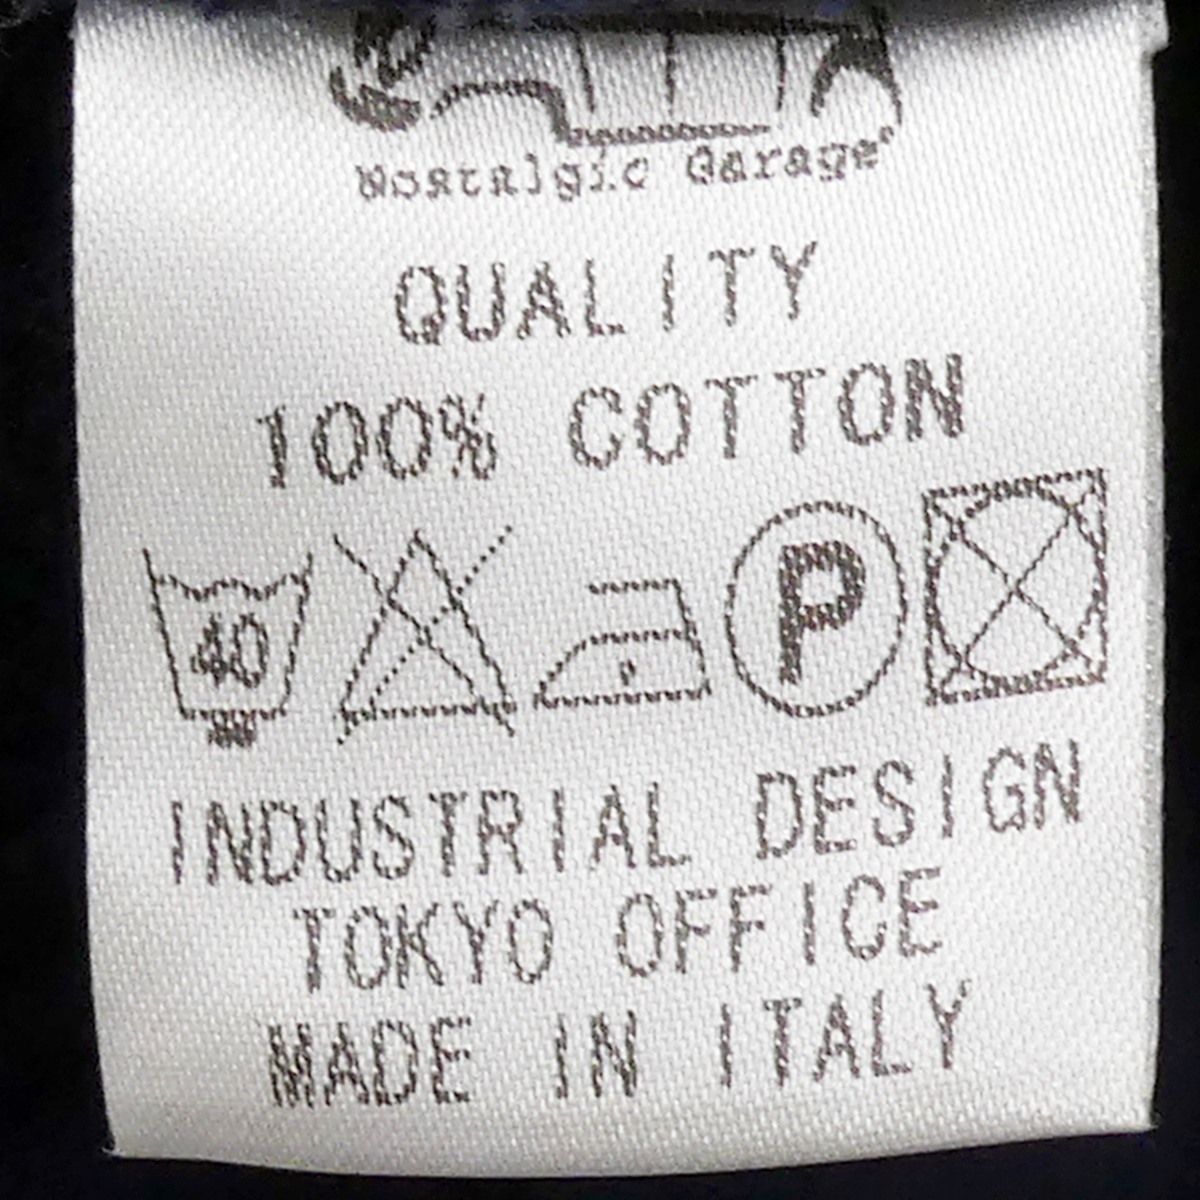 Nostalgic Garage
QUALITY
100% COTTON
40 P
INDUSTRIAL DESIGN
TOKYO OFFICE
MADE IN ITALY